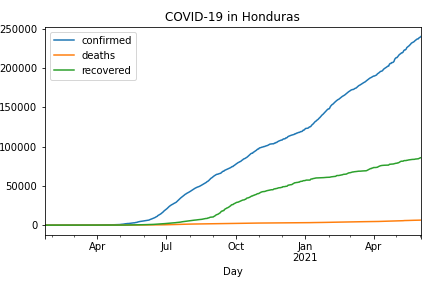 COVID-19 in Honduras
confirmed
deaths
recovered
250000
200000
150000
100000
50000
0
Apr Jul Oct Jan Apr
2021
Day